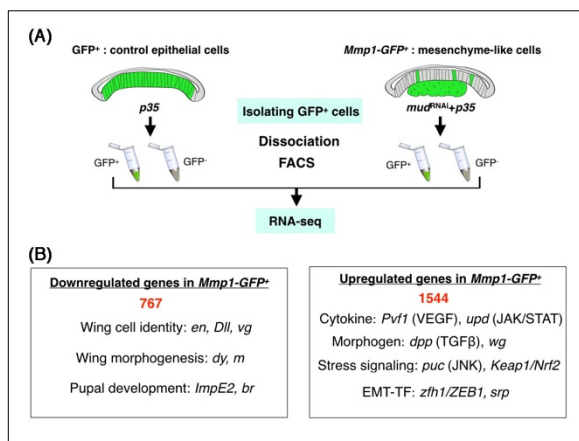 (A)
GFP⁺ : control epithelial cells
Mmp1-GFP⁺ : mesenchyme-like cells
p35
Isolating GFP⁺ cells
mudᴿᴺᴬⁱ+p35
Dissociation
FACS
GFP⁺
GFP⁻
GFP⁺
GFP⁻
RNA-seq
(B)
Downregulated genes in Mmp1-GFP⁺
767
Wing cell identity: en, Dll, vg
Wing morphogenesis: dy, m
Pupal development: ImpE2, br
Upregulated genes in Mmp1-GFP⁺
1544
Cytokine: Pvf1 (VEGF), upd (JAK/STAT)
Morphogen: dpp (TGFβ), wg
Stress signaling: puc (JNK), Keap1/Nrf2
EMT-TF: zfh1/ZEB1, srp